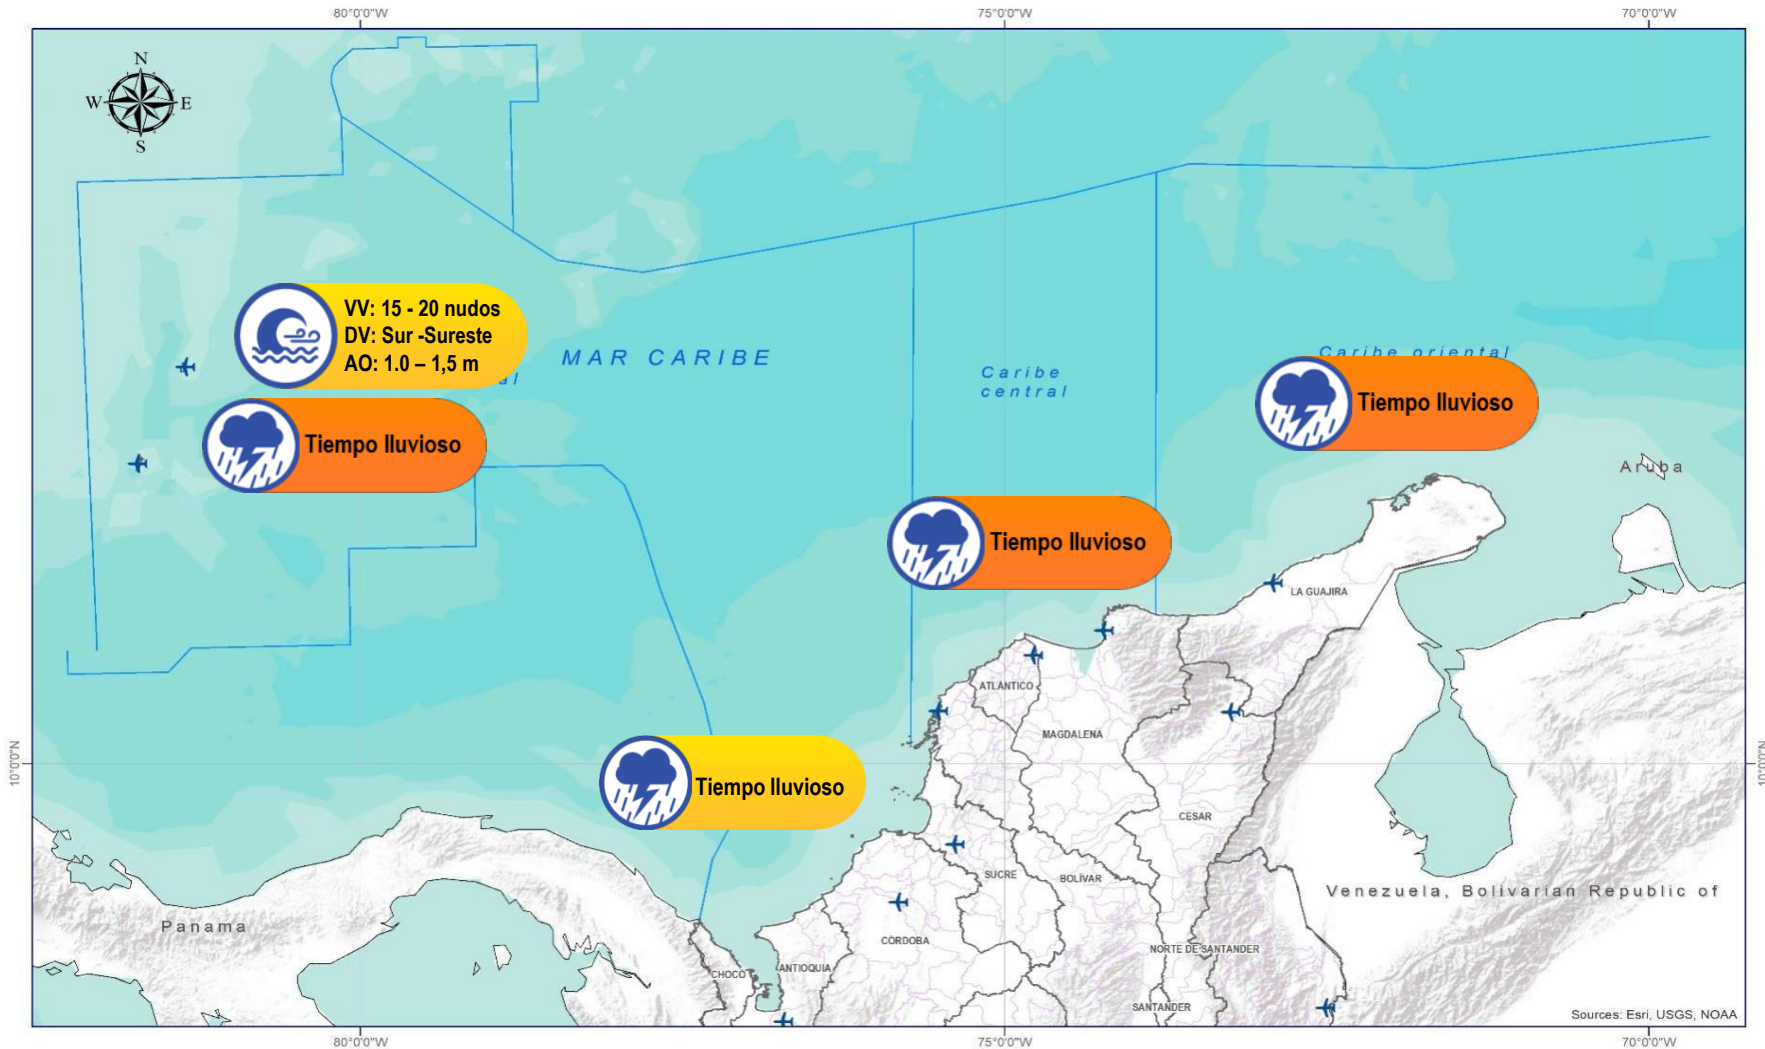 80°0'0"W
75°0'0"W
70°0'0"W
N
W
E
S
VV: 15 - 20 nudos
DV: Sur -Sureste
AO: 1.0 – 1,5 m
MAR CARIBE
Caribe
central
Caribe oriental
Tiempo lluvioso
Tiempo lluvioso
Aruba
Tiempo lluvioso
LA GUAJIRA
ATLANTICO
MAGDALENA
10°0'0"N
10°0'0"N
Tiempo lluvioso
CESAR
SUCRE
BOLÍVAR
Venezuela, Bolivarian Republic of
Panama
CÓRDOBA
NORTE DE SANTANDER
CHOCO
ANTIOQUIA
SANTANDER
Sources: Esri, USGS, NOAA
80°0'0"W
75°0'0"W
70°0'0"W